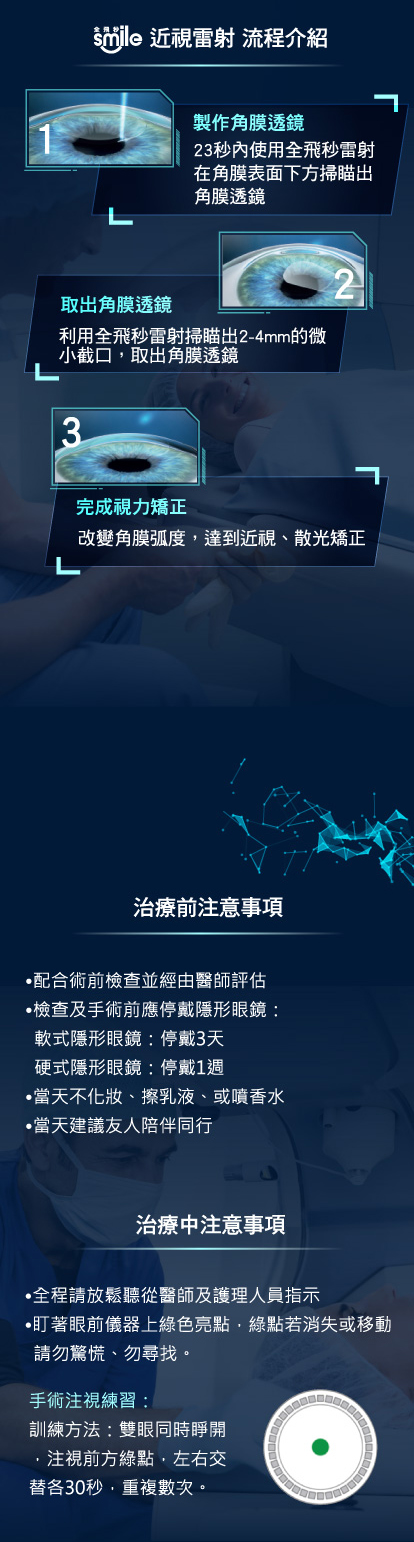 全飛秒
smile 近視雷射 流程介紹
1
製作角膜透鏡
23秒內使用全飛秒雷射
在角膜表面下方掃瞄出
角膜透鏡
2
取出角膜透鏡
利用全飛秒雷射掃瞄出2-4mm的微
小截口，取出角膜透鏡
3
完成視力矯正
改變角膜弧度，達到近視、散光矯正
治療前注意事項
•配合術前檢查並經由醫師評估
•檢查及手術前應停戴隱形眼鏡：
軟式隱形眼鏡：停戴3天
硬式隱形眼鏡：停戴1週
•當天不化妝、擦乳液、或噴香水
•當天建議友人陪伴同行
治療中注意事項
•全程請放鬆聽從醫師及護理人員指示
•盯著眼前儀器上綠色亮點，綠點若消失或移動
請勿驚慌、勿尋找。
手術注視練習：
訓練方法：雙眼同時睜開
，注視前方綠點，左右交
替各30秒，重複數次。